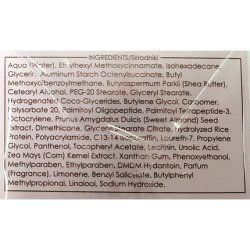 INGREDIENTS/Składniki
Aqua (Water), Ethylhexyl Methoxycinnamate, Isohexadecane,
Glycerin, Aluminum Starch Octenylsuccinate, Butyl
Methoxydibenzoylmethane, Butyrospermum Parkii (Shea Butter),
Cetearyl Alcohol, PEG-20 Stearate, Glyceryl Stearate,
Hydrogenated Coco-Glycerides, Butylene Glycol, Carbomer,
Polysorbate 20, Palmitoyl Oligopeptide, Palmitoyl Tetrapeptide-3,
Octocrylene, Prunus Amygdalus Dulcis (Sweet Almond) Seed
Extract, Dimethicone, Glyceryl Stearate Citrate, Hydrolyzed Rice
Protein, Polyacrylamide, C13-14 Isoparaffin, Laureth-7, Propylene
Glycol, Panthenol, Tocopheryl Acetate, Lecithin, Ursolic Acid,
Zea Mays (Corn) Kernel Extract, Xanthan Gum, Phenoxyethanol,
Methylparaben, Ethylparaben, DMDM Hydantoin, Parfum
(Fragrance), Limonene, Benzyl Salicylate, Butylphenyl
Methylpropional, Linalool, Sodium Hydroxide.